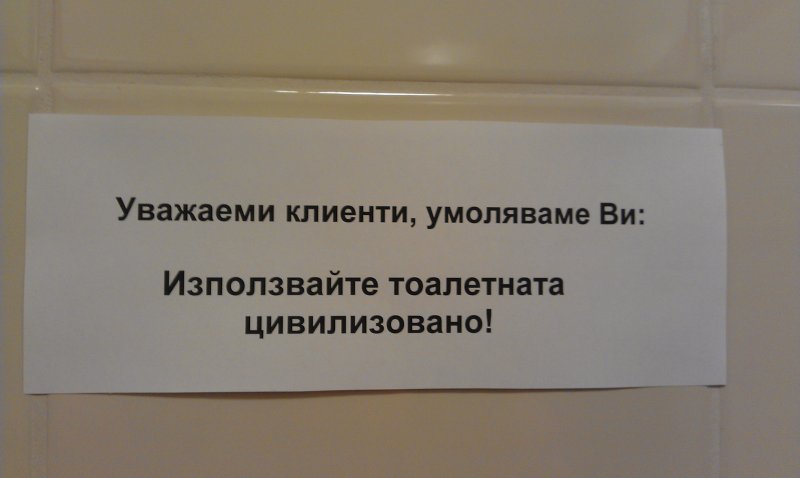 Уважаеми клиенти, умоляваме Ви:
Използвайте тоалетната
цивилизовано!